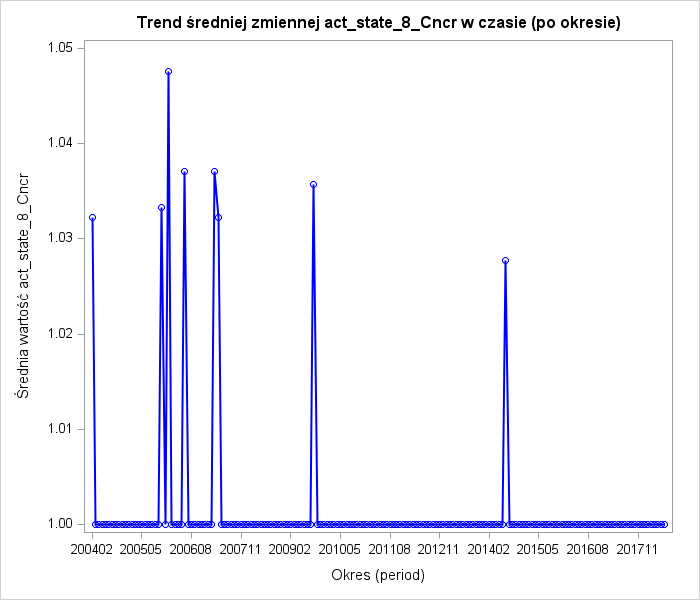 Trend średniej zmiennej act_state_8_Cncr w czasie (po okresie)
1.05
1.04
1.03
1.02
1.01
1.00
Średnia wartość act_state_8_Cncr
200402 200505 200608 200711 200902 201005 201108 201211 201402 201505 201608 201711
Okres (period)